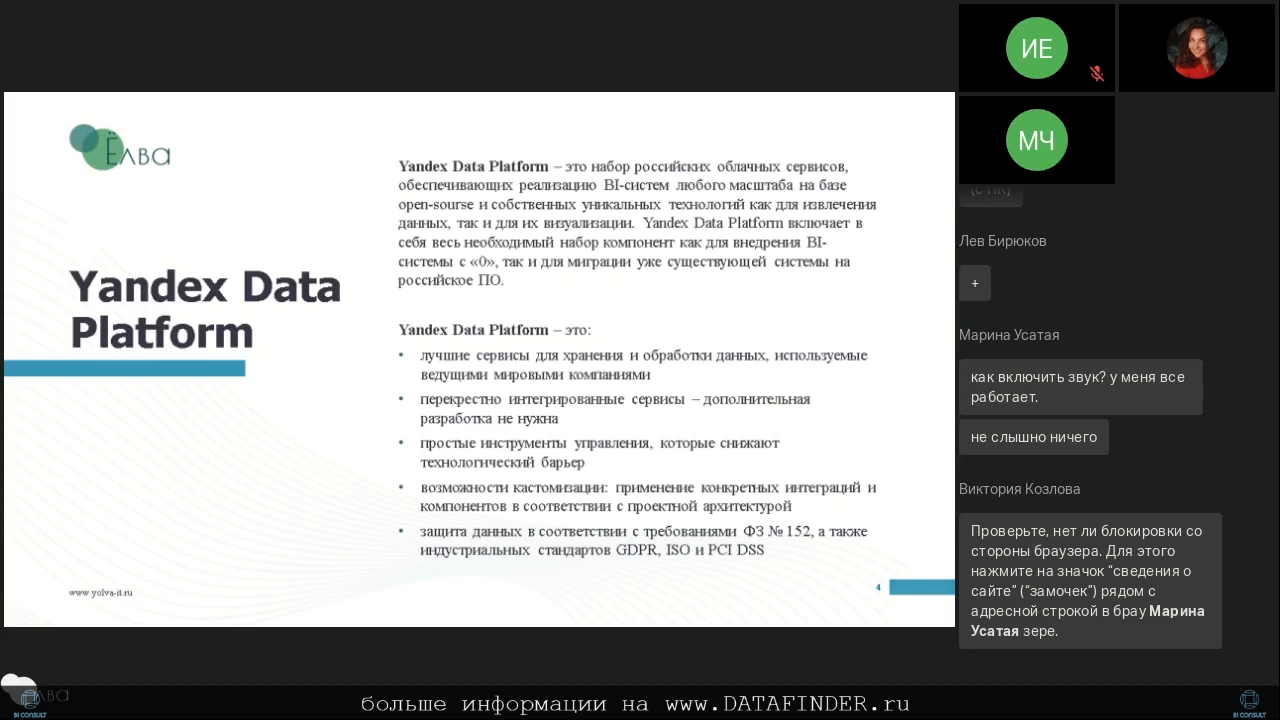 Ёлва
Yandex Data
Platform
Yandex Data Platform – это набор российских облачных сервисов,
обеспечивающих реализацию BI-систем любого масштаба на базе
open-sourse и собственных уникальных технологий как для извлечения
данных, так и для их визуализации. Yandex Data Platform включает в
себя весь необходимый набор компонент как для внедрения BI-
системы с «0», так и для миграции уже существующей системы на
российское ПО.
Yandex Data Platform – это:
• лучшие сервисы для хранения и обработки данных, используемые
ведущими мировыми компаниями
• перекрестно интегрированные сервисы – дополнительная
разработка не нужна
• простые инструменты управления, которые снижают
технологический барьер
• возможности кастомизации: применение конкретных интеграций и
компонентов в соответствии с проектной архитектурой
• защита данных в соответствии с требованиями ФЗ № 152, а также
индустриальных стандартов GDPR, ISO и PCI DSS
www.yolva-it.ru
4
ИЕ
МЧ
Лев Бирюков
+
Марина Усатая
как включить звук? у меня все
работает.
не слышно ничего
Виктория Козлова
Проверьте, нет ли блокировки со
стороны браузера. Для этого
нажмите на значок “сведения о
сайте” (“замочек”) рядом с
адресной строкой в брау Марина
Усатая зере.
BI CONSULT
больше информации на www.DATAFINDER.ru
BI CONSULT